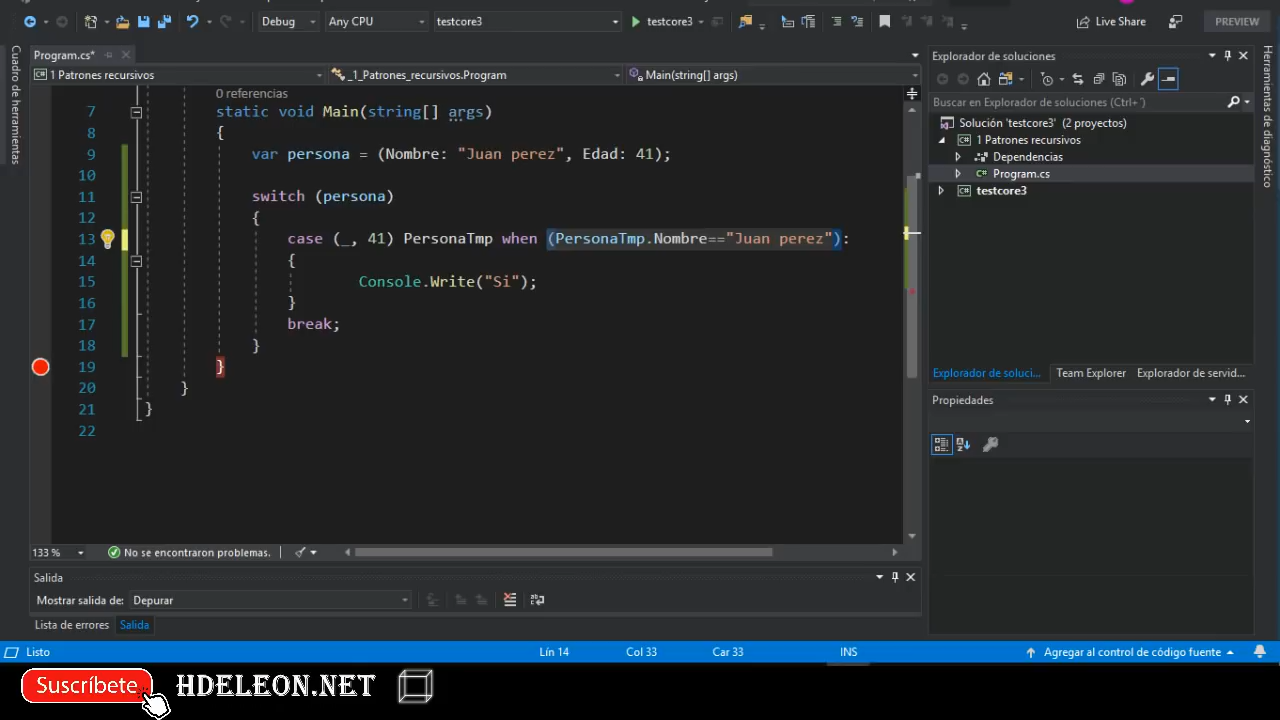 Debug
Any CPU
testcore3
testcore3
Live Share
PREVIEW
Cuadro de herramientas
Program.cs*
1 Patrones recursivos
_1_Patrones_recursivos.Program
Main(string[] args)
0 referencias
7 static void Main(string[] args)
8 {
9 var persona = (Nombre: "Juan perez", Edad: 41);
10
11 switch (persona)
12 {
13 case (_, 41) PersonaTmp when (PersonaTmp.Nombre=="Juan perez"):
14 {
15 Console.Write("Si");
16 }
17 break;
18 }
19 }
20 }
21 }
22
133 %
No se encontraron problemas.
Salida
Mostrar salida de: Depurar
Lista de errores Salida
Explorador de soluciones
Buscar en Explorador de soluciones (Ctrl+´)
Solución 'testcore3' (2 proyectos)
1 Patrones recursivos
Dependencias
Program.cs
testcore3
Explorador de soluci... Team Explorer Explorador de servid...
Propiedades
Herramientas de diagnóstico
Listo Lín 14 Col 33 Car 33 INS Agregar al control de código fuente
Suscríbete HDELEON.NET